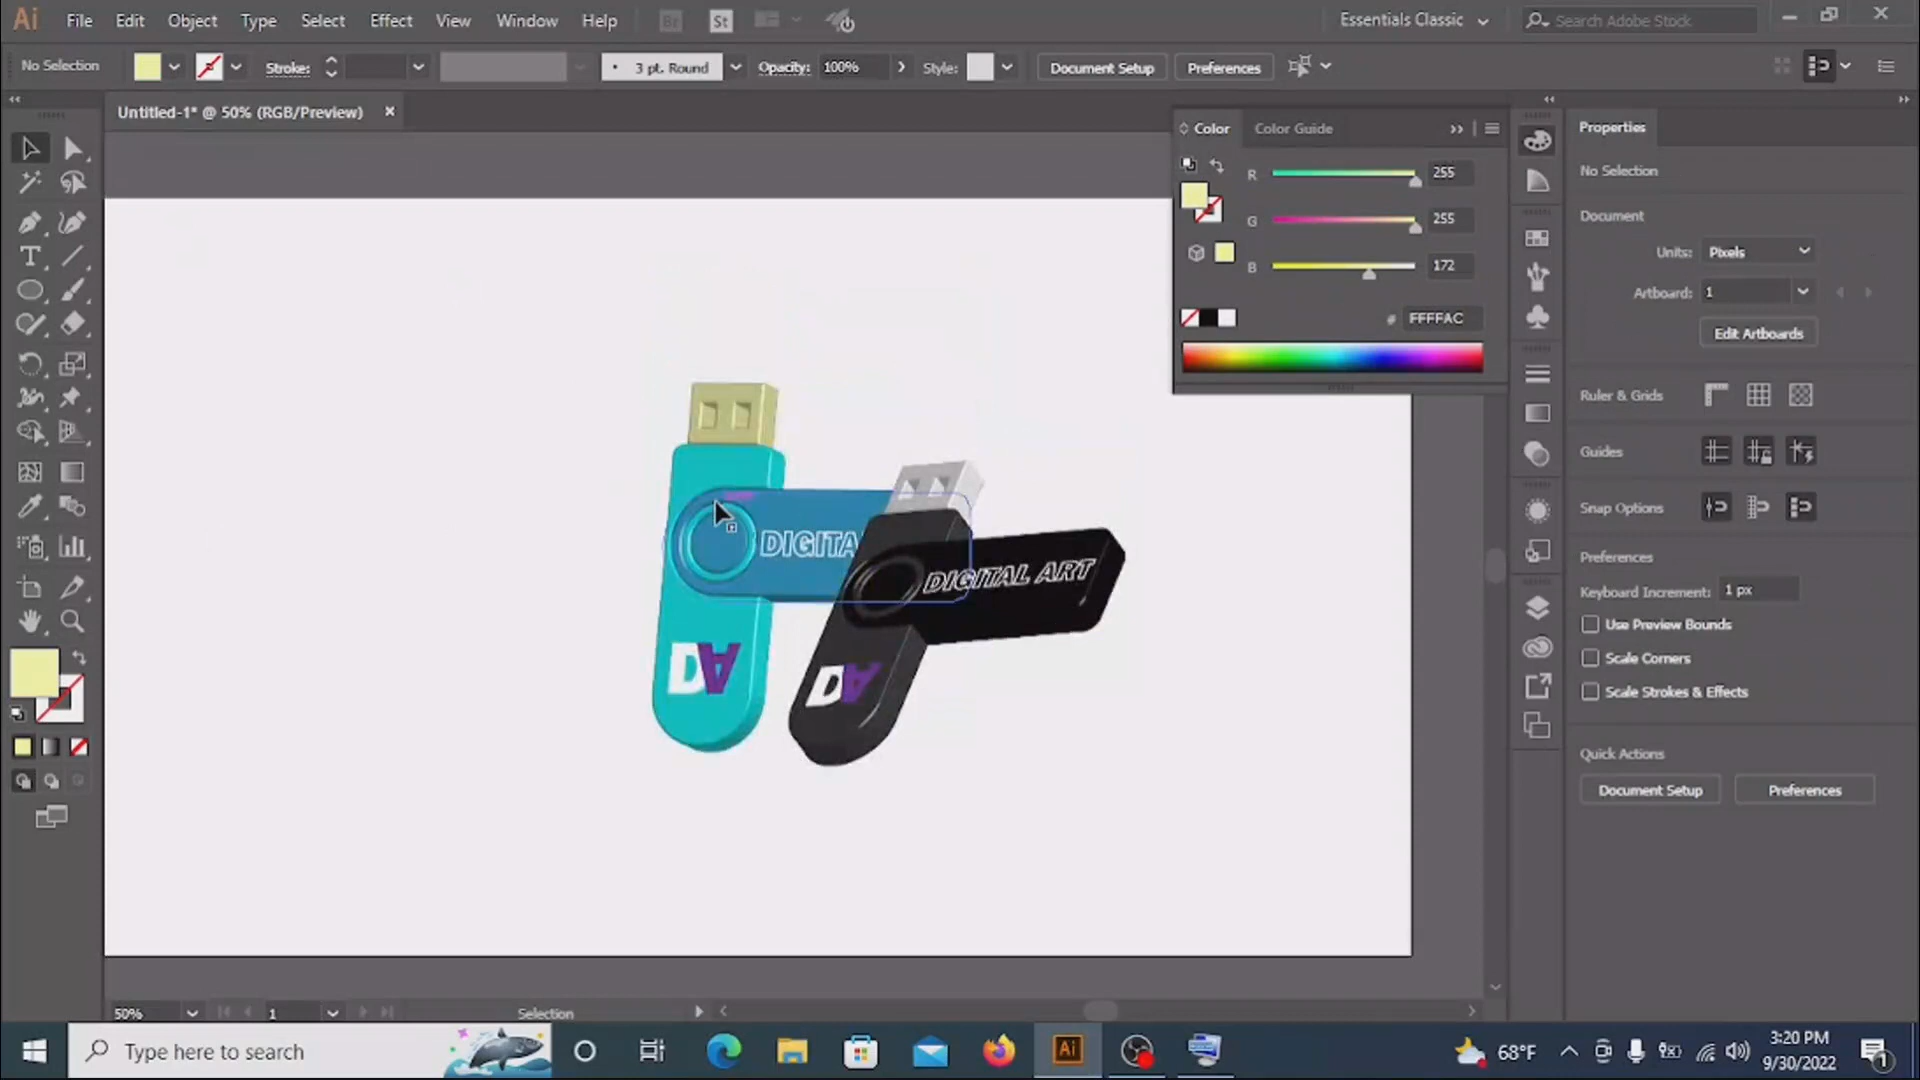 Ai File Edit Object Type Select Effect View Window Help Br St Essentials Classic Search Adobe Stock
No Selection Stroke: 3 pt. Round Opacity: 100% Style: Document Setup Preferences
Untitled-1* @ 50% (RGB/Preview)
Color Color Guide
R 255
G 255
B 172
# FFFFAC
Properties
No Selection
Document
Units: Pixels
Artboard: 1
Edit Artboards
Ruler & Grids
Guides
Snap Options
Preferences
Keyboard Increment: 1 px
Use Preview Bounds
Scale Corners
Scale Strokes & Effects
Quick Actions
Document Setup Preferences
DIGITA
DIGITAL ART
DA
DA
50% 1 Selection
Type here to search
Ai
68°F
3:20 PM
9/30/2022
1